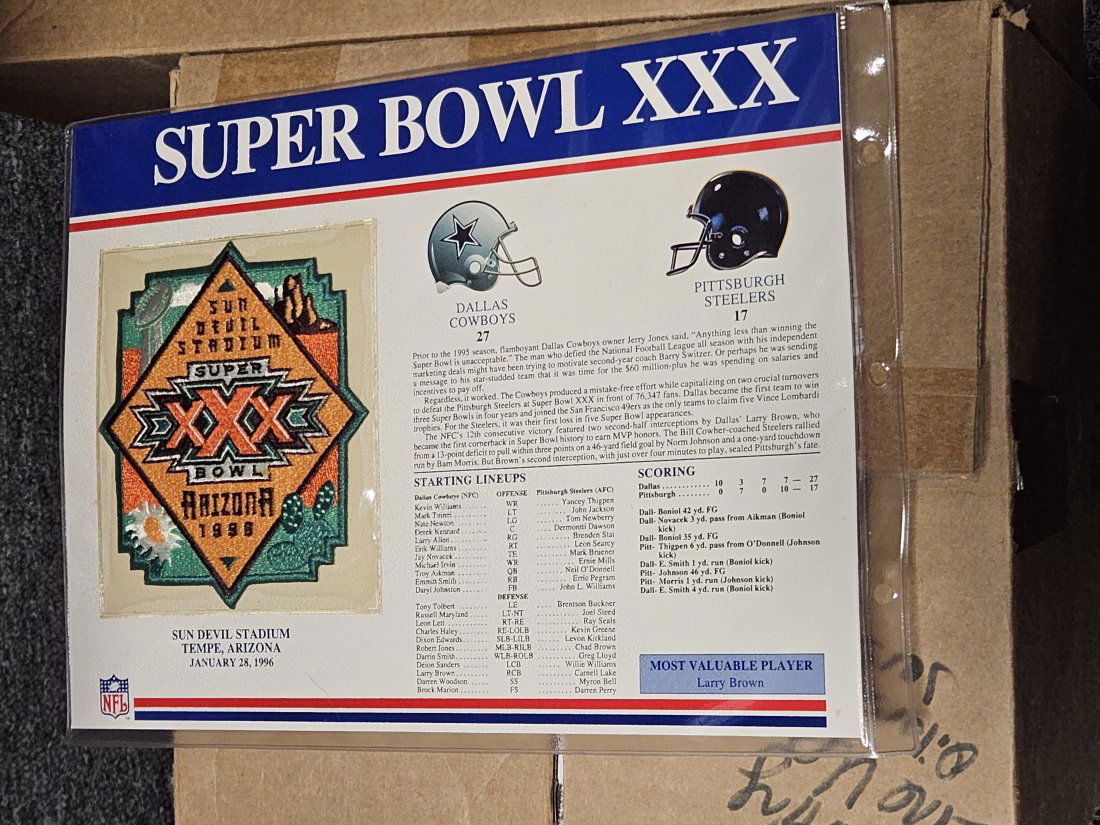 SUPER BOWL XXX
SUN
DEVIL
STADIUM
SUPER
XXX
BOWL
ARIZONA
1996
SUN DEVIL STADIUM
TEMPE, ARIZONA
JANUARY 28, 1996
NFL
DALLAS
COWBOYS
27
PITTSBURGH
STEELERS
17
Prior to the 1995 season, flamboyant Dallas Cowboys owner Jerry Jones said, "Anything less than winning the
Super Bowl is unacceptable." The man who defied the National Football League all season with his independent
marketing deals might have been trying to motivate second-year coach Barry Switzer. Or perhaps he was sending
a message to his star-studded team that it was time for the $60 million-plus he was spending on salaries and
incentives to pay off.
Regardless, it worked. The Cowboys produced a mistake-free effort while capitalizing on two crucial turnovers
to defeat the Pittsburgh Steelers at Super Bowl XXX in front of 76,347 fans. Dallas became the first team to win
three Super Bowls in four years and joined the San Francisco 49ers as the only teams to claim five Vince Lombardi
trophies. For the Steelers, it was their first loss in five Super Bowl appearances.
The NFC's 12th consecutive victory featured two second-half interceptions by Dallas' Larry Brown, who
became the first cornerback in Super Bowl history to earn MVP honors. The Bill Cowher-coached Steelers rallied
from a 13-point deficit to pull within three points on a 46-yard field goal by Norm Johnson and a one-yard touchdown
run by Bam Morris. But Brown's second interception, with just over four minutes to play, sealed Pittsburgh's fate.
STARTING LINEUPS
Dallas Cowboys (NFC) OFFENSE Pittsburgh Steelers (AFC)
Kevin Williams WR Yancey Thigpen
Mark Tuinei LT John Jackson
Nate Newton LG Tom Newberry
Derek Kennard C Dermontti Dawson
Larry Allen RG Brenden Stai
Erik Williams RT Leon Searcy
Jay Novacek TE Mark Bruener
Michael Irvin WR Ernie Mills
Troy Aikman QB Neil O'Donnell
Emmitt Smith RB Erric Pegram
Daryl Johnston FB John L. Williams
DEFENSE
Tony Tolbert LE Brentson Buckner
Russell Maryland LT-NT Joel Steed
Leon Lett RT-RE Ray Seals
Charles Haley RE-LOLB Kevin Greene
Dixon Edwards SLB-LILB Levon Kirkland
Robert Jones MLB-RILB Chad Brown
Darrin Smith WLB-ROLB Greg Lloyd
Deion Sanders LCB Willie Williams
Larry Brown RCB Carnell Lake
Darren Woodson SS Myron Bell
Brock Marion FS Darren Perry
SCORING
Dallas 10 3 7 7 — 27
Pittsburgh 0 7 0 10 — 17
Dall- Boniol 42 yd. FG
Dall- Novacek 3 yd. pass from Aikman (Boniol
kick)
Dall- Boniol 35 yd. FG
Pitt- Thigpen 6 yd. pass from O'Donnell (Johnson
kick)
Dall- E. Smith 1 yd. run (Boniol kick)
Pitt- Johnson 46 yd. FG
Pitt- Morris 1 yd. run (Johnson kick)
Dall- E. Smith 4 yd. run (Boniol kick)
MOST VALUABLE PLAYER
Larry Brown